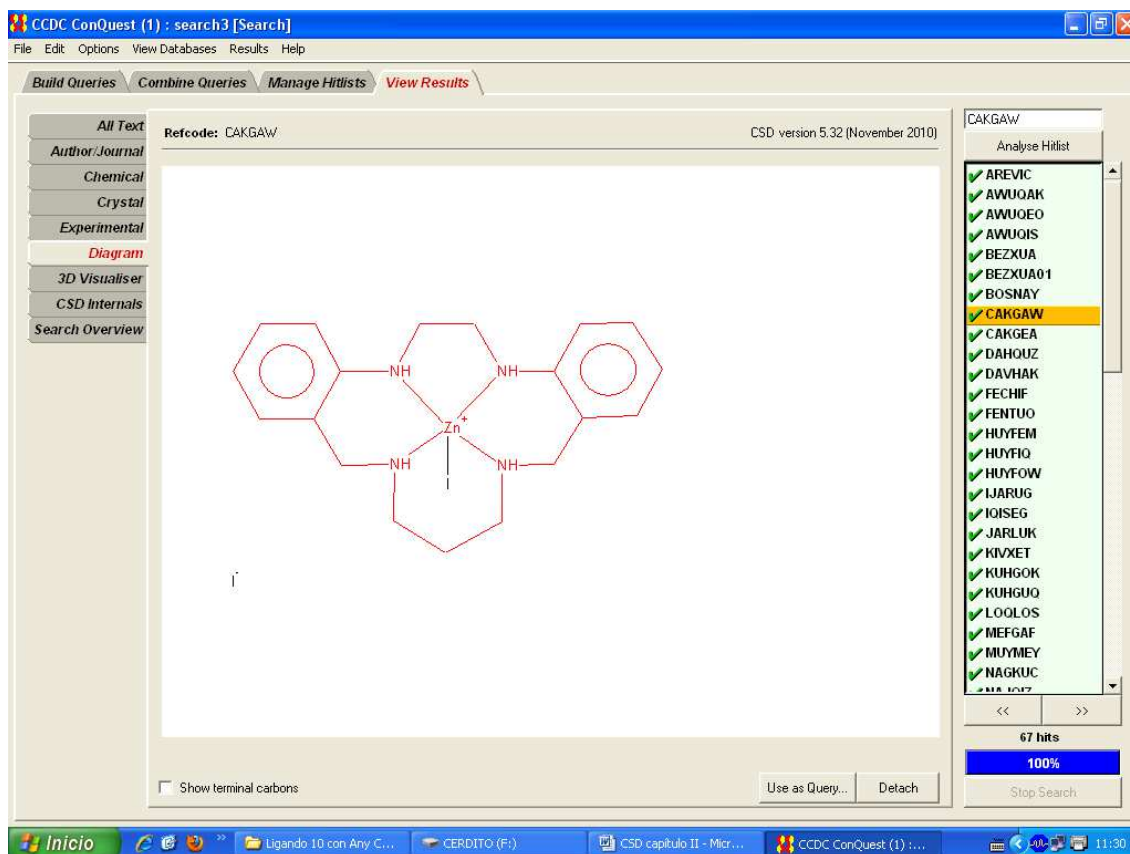 CCDC ConQuest (1) : search3 [Search]
File Edit Options View Databases Results Help
Build Queries Combine Queries Manage Hitlists View Results
All Text
Author/Journal
Chemical
Crystal
Experimental
Diagram
3D Visualiser
CSD Internals
Search Overview
Refcode: CAKGAW CSD version 5.32 (November 2010)
NH NH
Zn+
NH NH
I
I-
Show terminal carbons
Use as Query... Detach
CAKGAW
Analyse Hitlist
AREVIC
AWUQAK
AWUQEO
AWUQIS
BEZXUA
BEZXUA01
BOSNAY
CAKGAW
CAKGEA
DAHQUZ
DAVHAK
FECHIF
FENTUO
HUYFEM
HUYFIQ
HUYFOW
IJARUG
IQISEG
JARLUK
KIVXET
KUHGOK
KUHGUQ
LOQLOS
MEFGAF
MUYMEY
NAGKUC
<< >>
67 hits
100%
Stop Search
Inicio » Ligando 10 con Any C... CERDITO (F:) CSD capítulo II - Micr... CCDC ConQuest (1) :... 11:30